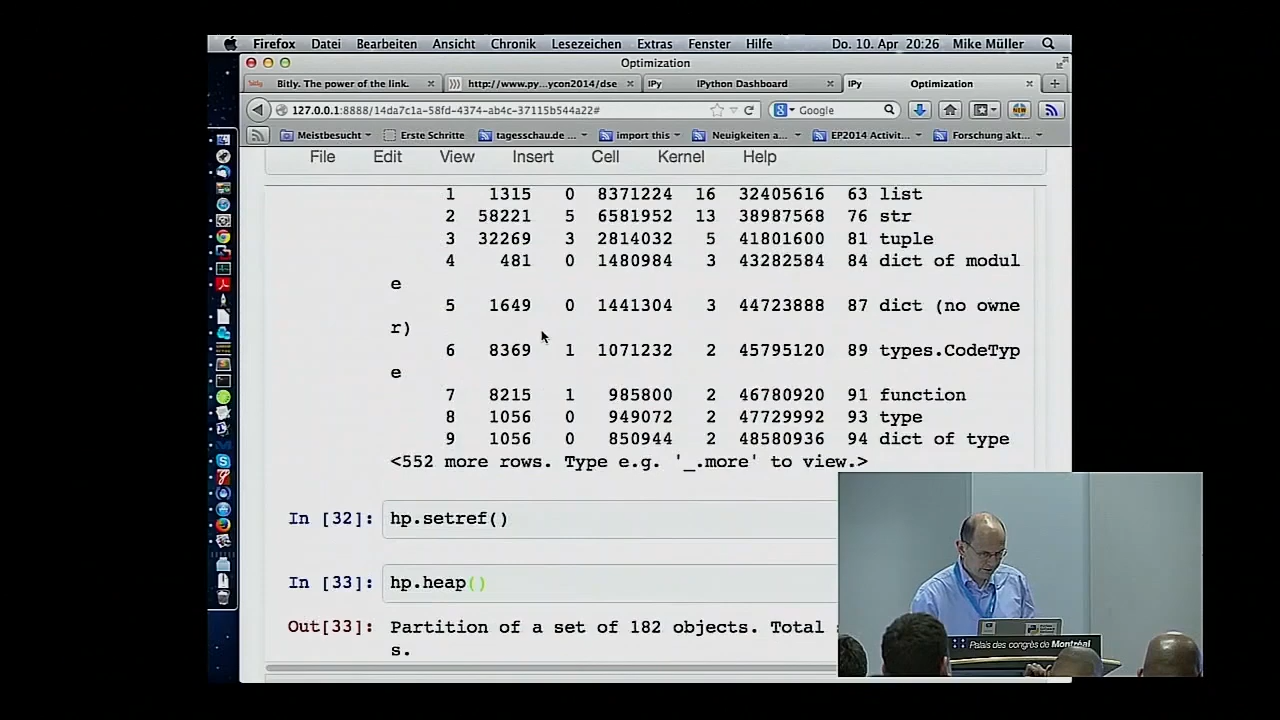 Firefox Datei Bearbeiten Ansicht Chronik Lesezeichen Extras Fenster Hilfe Do. 10. Apr 20:26 Mike Müller
Optimization
Bitly. The power of the link. × http://www.py...ycon2014/dse × IPy IPython Dashboard × IPy Optimization × +
127.0.0.1:8888/14da7c1a-58fd-4374-ab4c-37115b544a22# Google
Meistbesucht Erste Schritte tagesschau.de ... import this Neuigkeiten a... EP2014 Activit... Forschung akt...
File Edit View Insert Cell Kernel Help
1 1315 0 8371224 16 32405616 63 list
2 58221 5 6581952 13 38987568 76 str
3 32269 3 2814032 5 41801600 81 tuple
4 481 0 1480984 3 43282584 84 dict of modul
e
5 1649 0 1441304 3 44723888 87 dict (no owne
r)
6 8369 1 1071232 2 45795120 89 types.CodeTyp
e
7 8215 1 985800 2 46780920 91 function
8 1056 0 949072 2 47729992 93 type
9 1056 0 850944 2 48580936 94 dict of type
<552 more rows. Type e.g. '_.more' to view.>
In [32]: hp.setref()
In [33]: hp.heap()
Out[33]: Partition of a set of 182 objects. Total
s.
Palais des congrès de Montréal